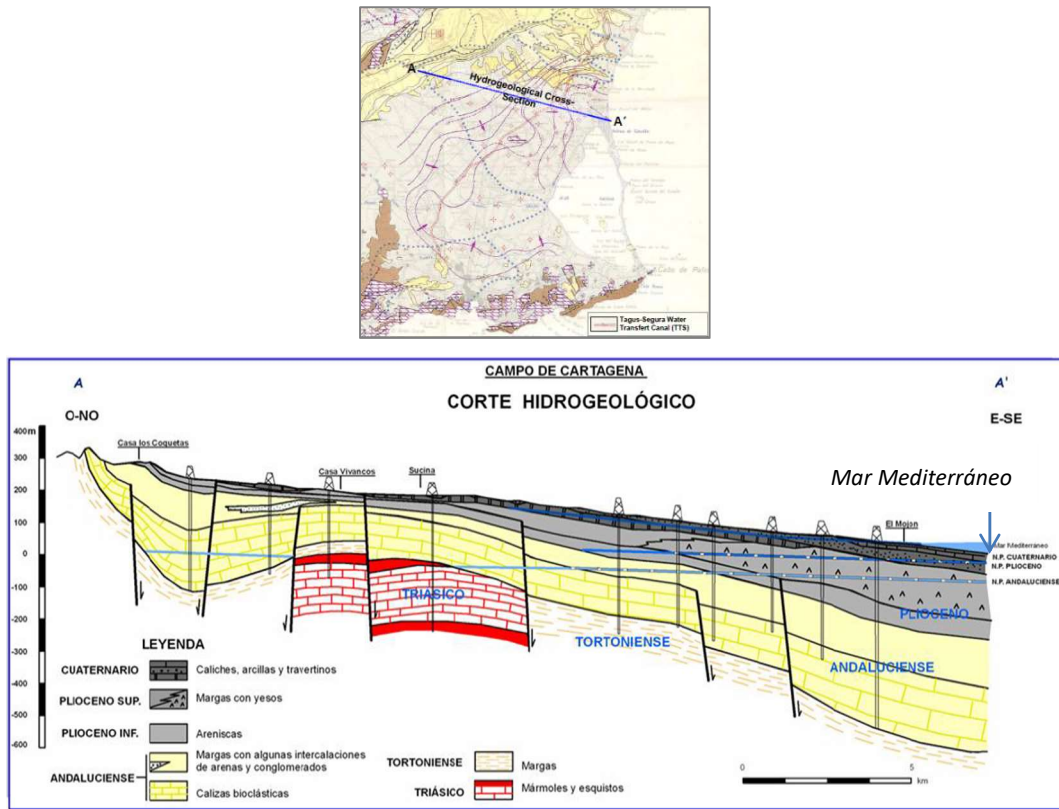 A
Hydrogeological Cross-
Section
A'
Tagus-Segura Water
Transfert Canal (TTS)
A
CAMPO DE CARTAGENA
A'
O-NO
CORTE HIDROGEOLÓGICO
E-SE
400m
300
200
100
0
-100
-200
-300
-400
-500
-600
Casa los Coquetas
Casa Vivancos
Sucina
Mar Mediterráneo
El Mojon
Mar Mediterráneo
N.P. CUATERNARIO
N.P. PLIOCENO
N.P. ANDALUCIENSE
TRIÁSICO
PLIOCENO
TORTONIENSE
ANDALUCIENSE
LEYENDA
CUATERNARIO
Caliches, arcillas y travertinos
PLIOCENO SUP.
Margas con yesos
PLIOCENO INF.
Areniscas
ANDALUCIENSE
Margas con algunas intercalaciones
de arenas y conglomerados
Calizas bioclásticas
TORTONIENSE
Margas
TRIÁSICO
Mármoles y esquistos
0
5
km